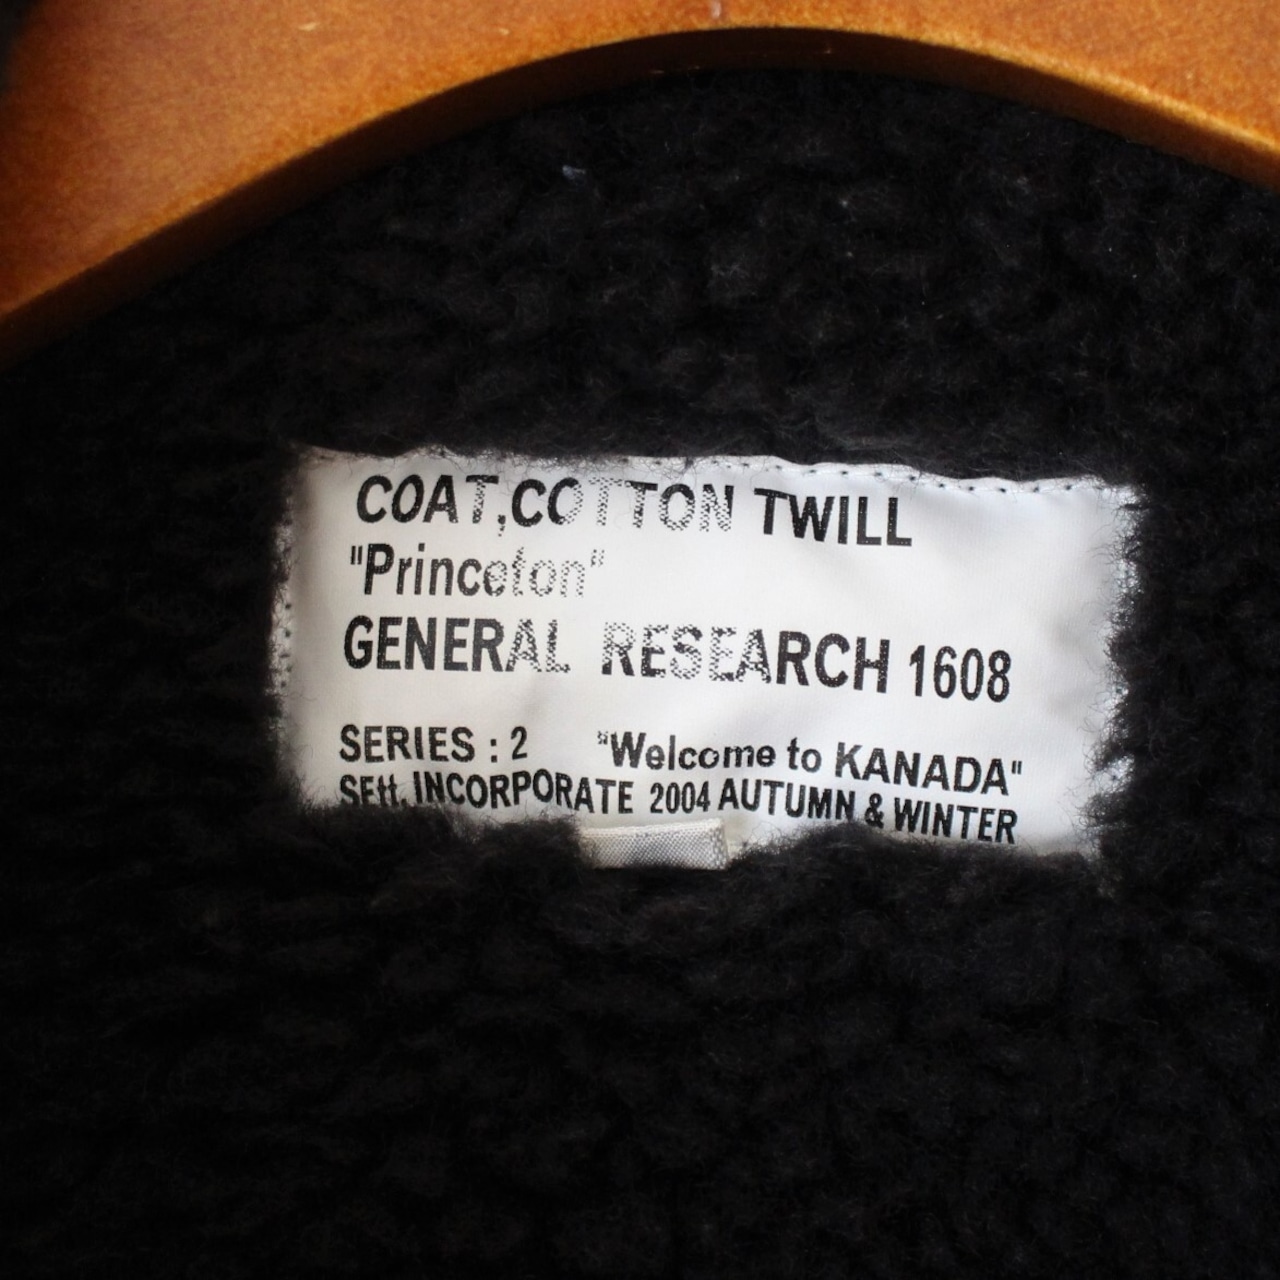 COAT,COTTON TWILL
"Princeton"
GENERAL RESEARCH 1608
SERIES : 2 "Welcome to KANADA"
SEtt. INCORPORATE 2004 AUTUMN & WINTER